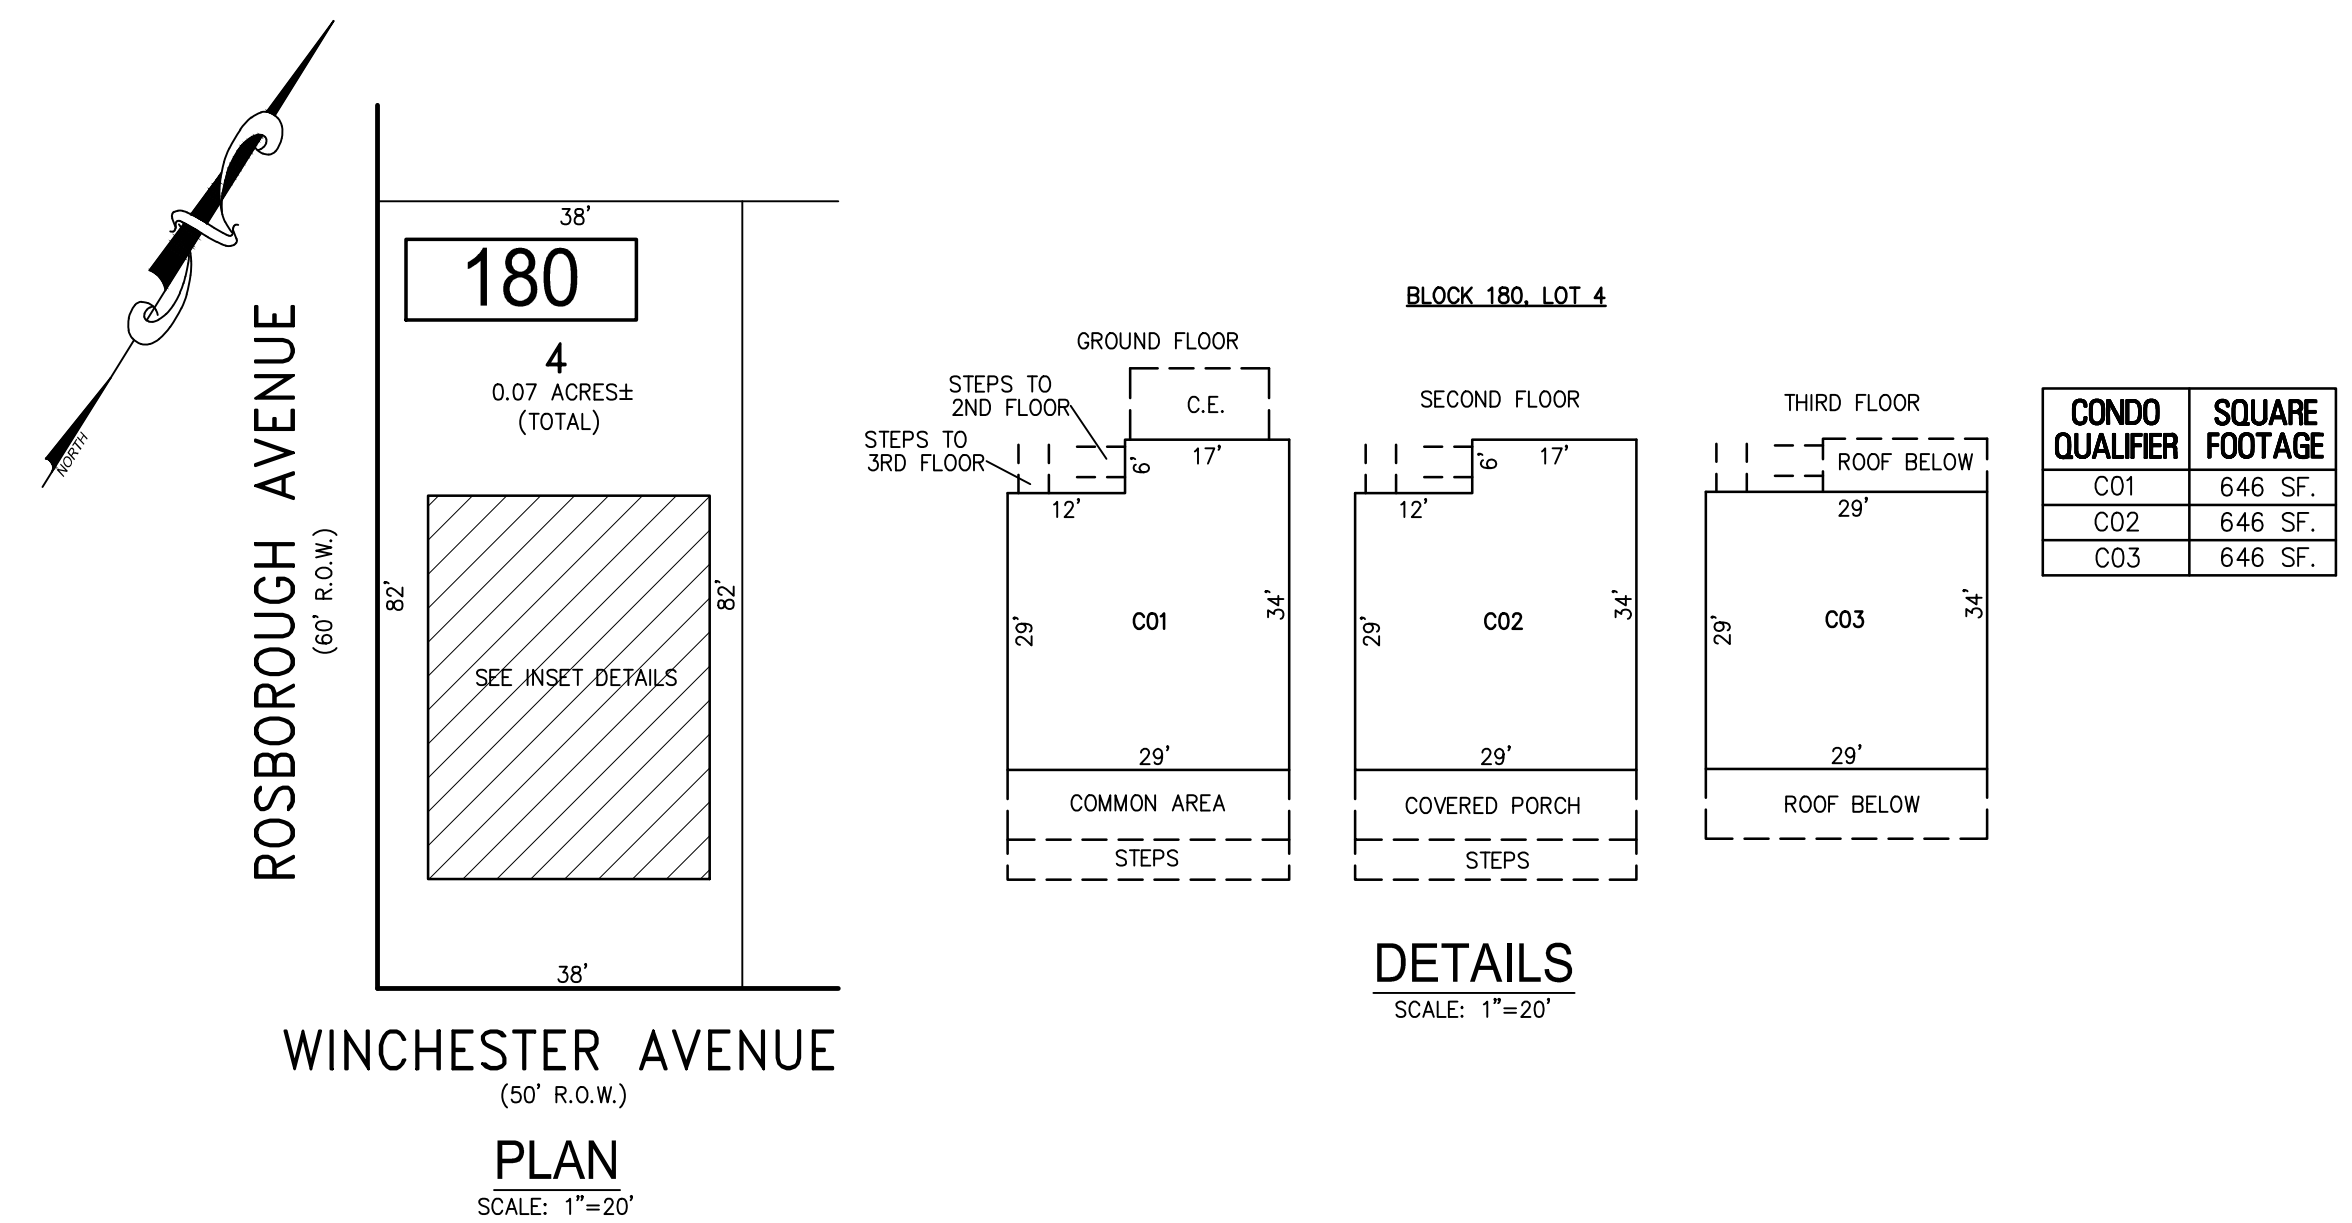 NORTH
ROSBOROUGH AVENUE
(60' R.O.W.)
38'
180
4
0.07 ACRES±
(TOTAL)
82'
82'
SEE INSET DETAILS
38'
WINCHESTER AVENUE
(50' R.O.W.)
PLAN
SCALE: 1"=20'
BLOCK 180, LOT 4
GROUND FLOOR
STEPS TO
2ND FLOOR
STEPS TO
3RD FLOOR
C.E.
6'
17'
12'
29'
C01
34'
29'
COMMON AREA
STEPS
SECOND FLOOR
6'
17'
12'
29'
C02
34'
29'
COVERED PORCH
STEPS
THIRD FLOOR
ROOF BELOW
29'
29'
C03
34'
29'
ROOF BELOW
DETAILS
SCALE: 1"=20'
CONDO QUALIFIER SQUARE FOOTAGE
C01 646 SF.
C02 646 SF.
C03 646 SF.